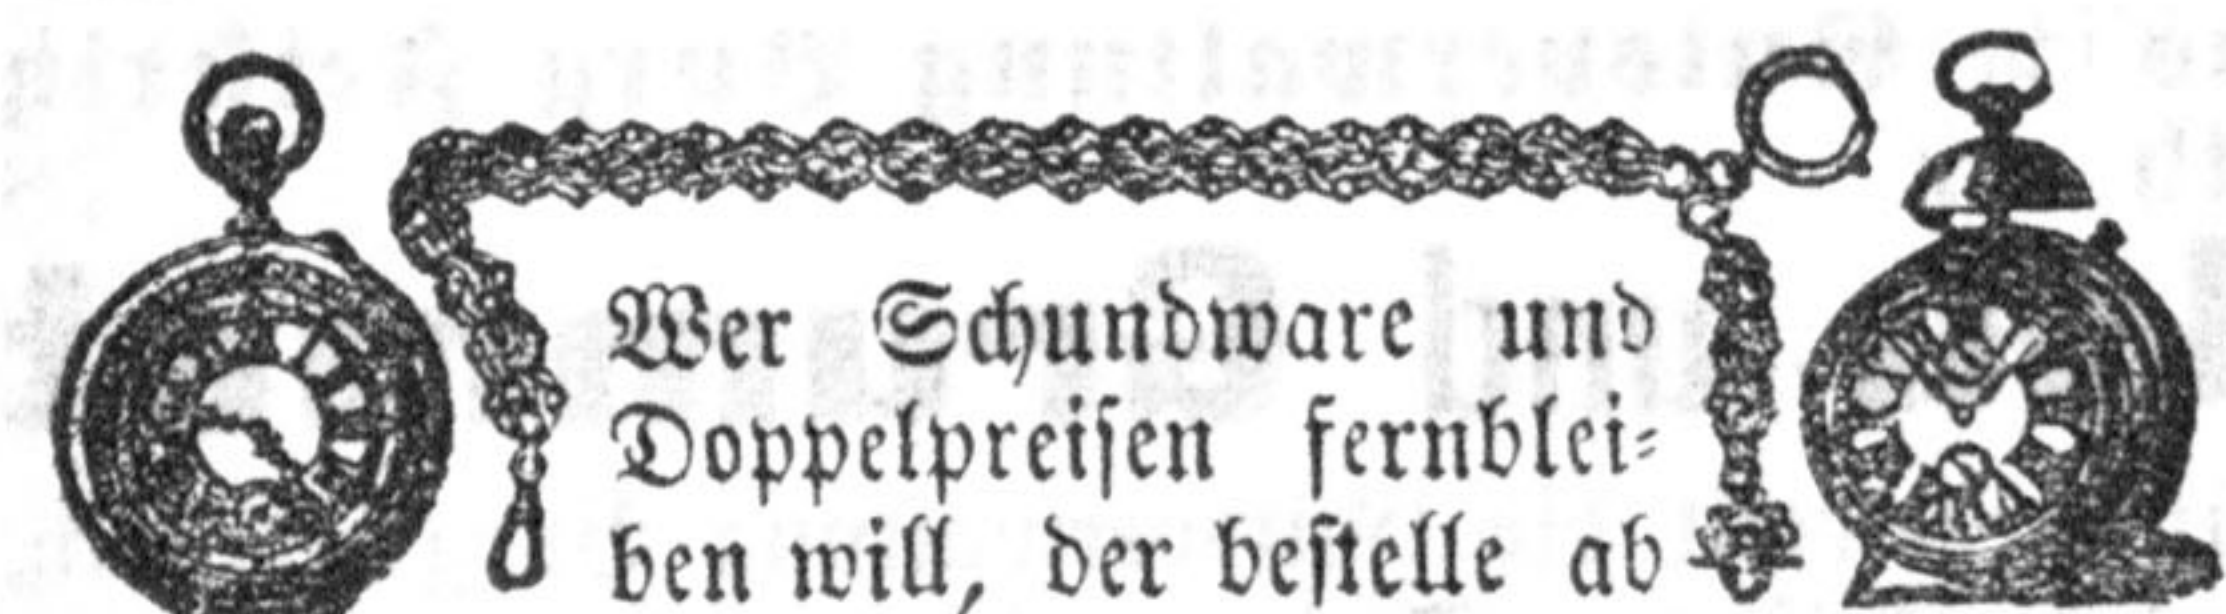 Wer Schundware und
Doppelpreiſen fernblei⸗
ben will, der beſtelle ab